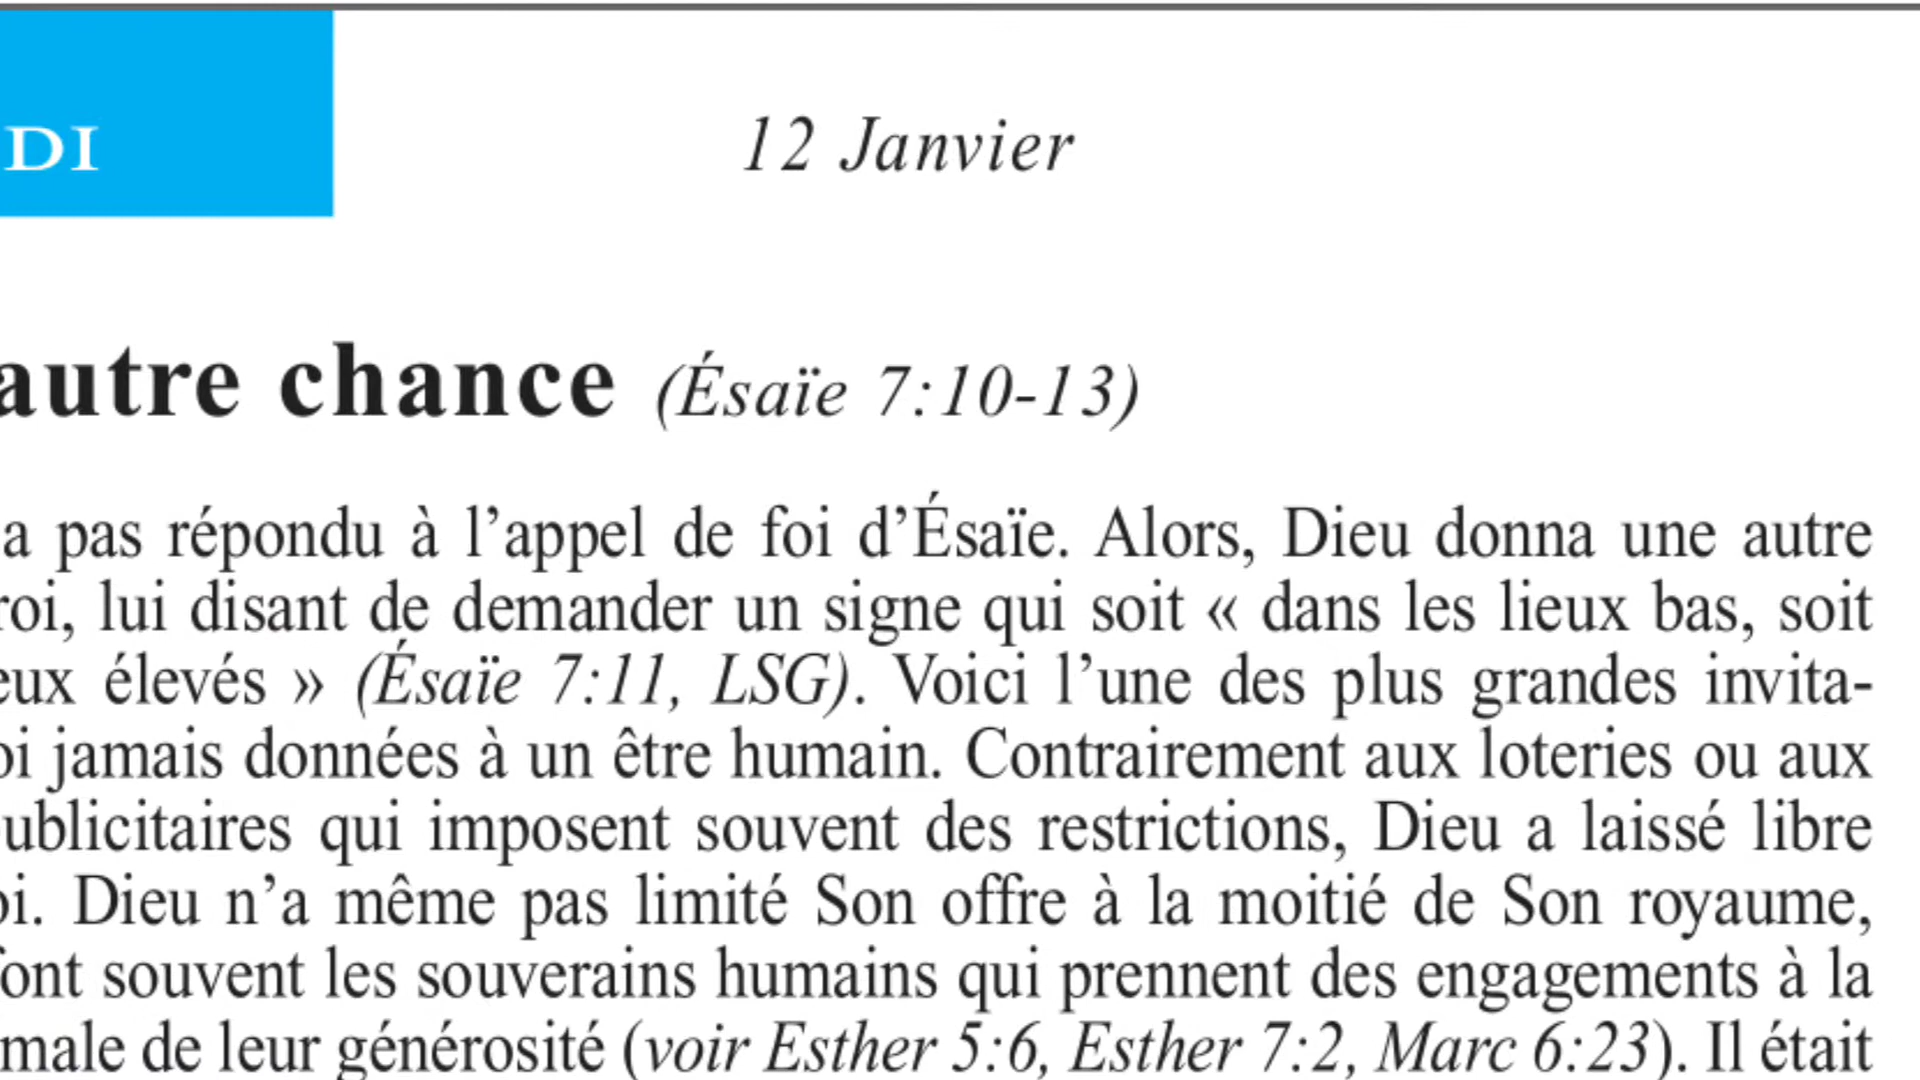 DI
12 Janvier
autre chance (Ésaïe 7:10-13)
a pas répondu à l’appel de foi d’Ésaïe. Alors, Dieu donna une autre
roi, lui disant de demander un signe qui soit « dans les lieux bas, soit
eux élevés » (Ésaïe 7:11, LSG). Voici l’une des plus grandes invita-
oi jamais données à un être humain. Contrairement aux loteries ou aux
ublicitaires qui imposent souvent des restrictions, Dieu a laissé libre
oi. Dieu n’a même pas limité Son offre à la moitié de Son royaume,
font souvent les souverains humains qui prennent des engagements à la
male de leur générosité (voir Esther 5:6, Esther 7:2, Marc 6:23). Il était